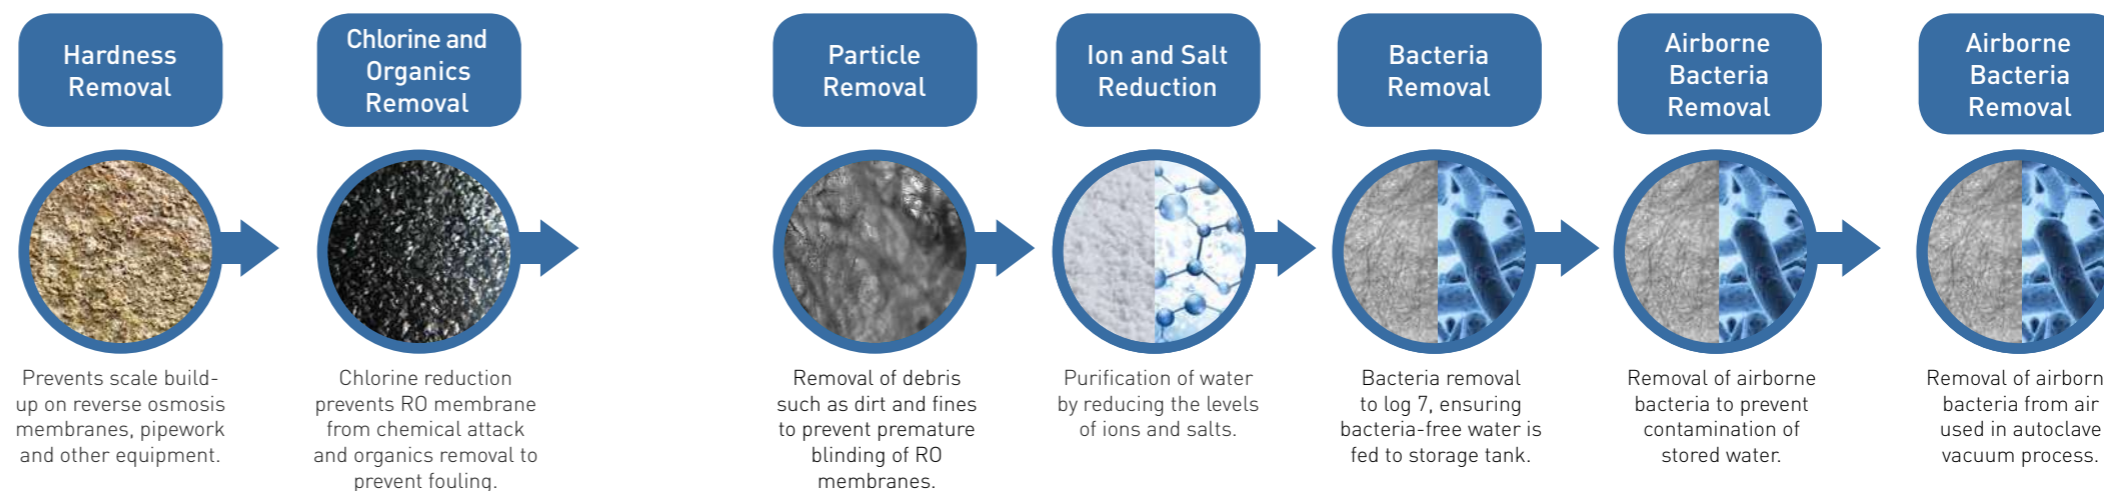 Hardness
Removal
Chlorine and
Organics
Removal
Particle
Removal
Ion and Salt
Reduction
Bacteria
Removal
Airborne
Bacteria
Removal
Airborne
Bacteria
Removal
Prevents scale build-
up on reverse osmosis
membranes, pipework
and other equipment.
Chlorine reduction
prevents RO membrane
from chemical attack
and organics removal to
prevent fouling.
Removal of debris
such as dirt and fines
to prevent premature
blinding of RO
membranes.
Purification of water
by reducing the levels
of ions and salts.
Bacteria removal
to log 7, ensuring
bacteria-free water is
fed to storage tank.
Removal of airborne
bacteria to prevent
contamination of
stored water.
Removal of airborn
bacteria from air
used in autoclave
vacuum process.